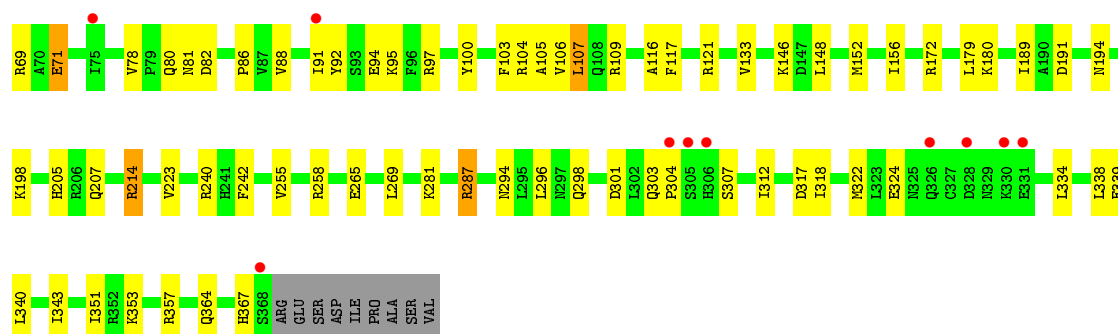 R69 A70 E71 I75 V78 P79 Q80 N81 D82 P86 V87 V88 I91 Y92 S93 E94 K95 F96 R97 Y100 F103 R104 A105 V106 L107 Q108 R109 A116 F117 R121 V133 K146 D147 L148 M152 I156 R172 L179 K180 I189 A190 D191 N194
K198 H205 R206 Q207 R214 V223 R240 H241 F242 V255 R258 E265 L269 K281 R287 N294 L295 L296 N297 Q298 D301 L302 Q303 P304 S305 H306 S307 I312 D317 I318 M322 L323 E324 N325 Q326 G327 D328 N329 K330 E331 L334 L338
L340 I343 I351 R352 K353 R357 Q364 H367 S368 ARG GLU SER ASP ILE PRO ALA SER VAL